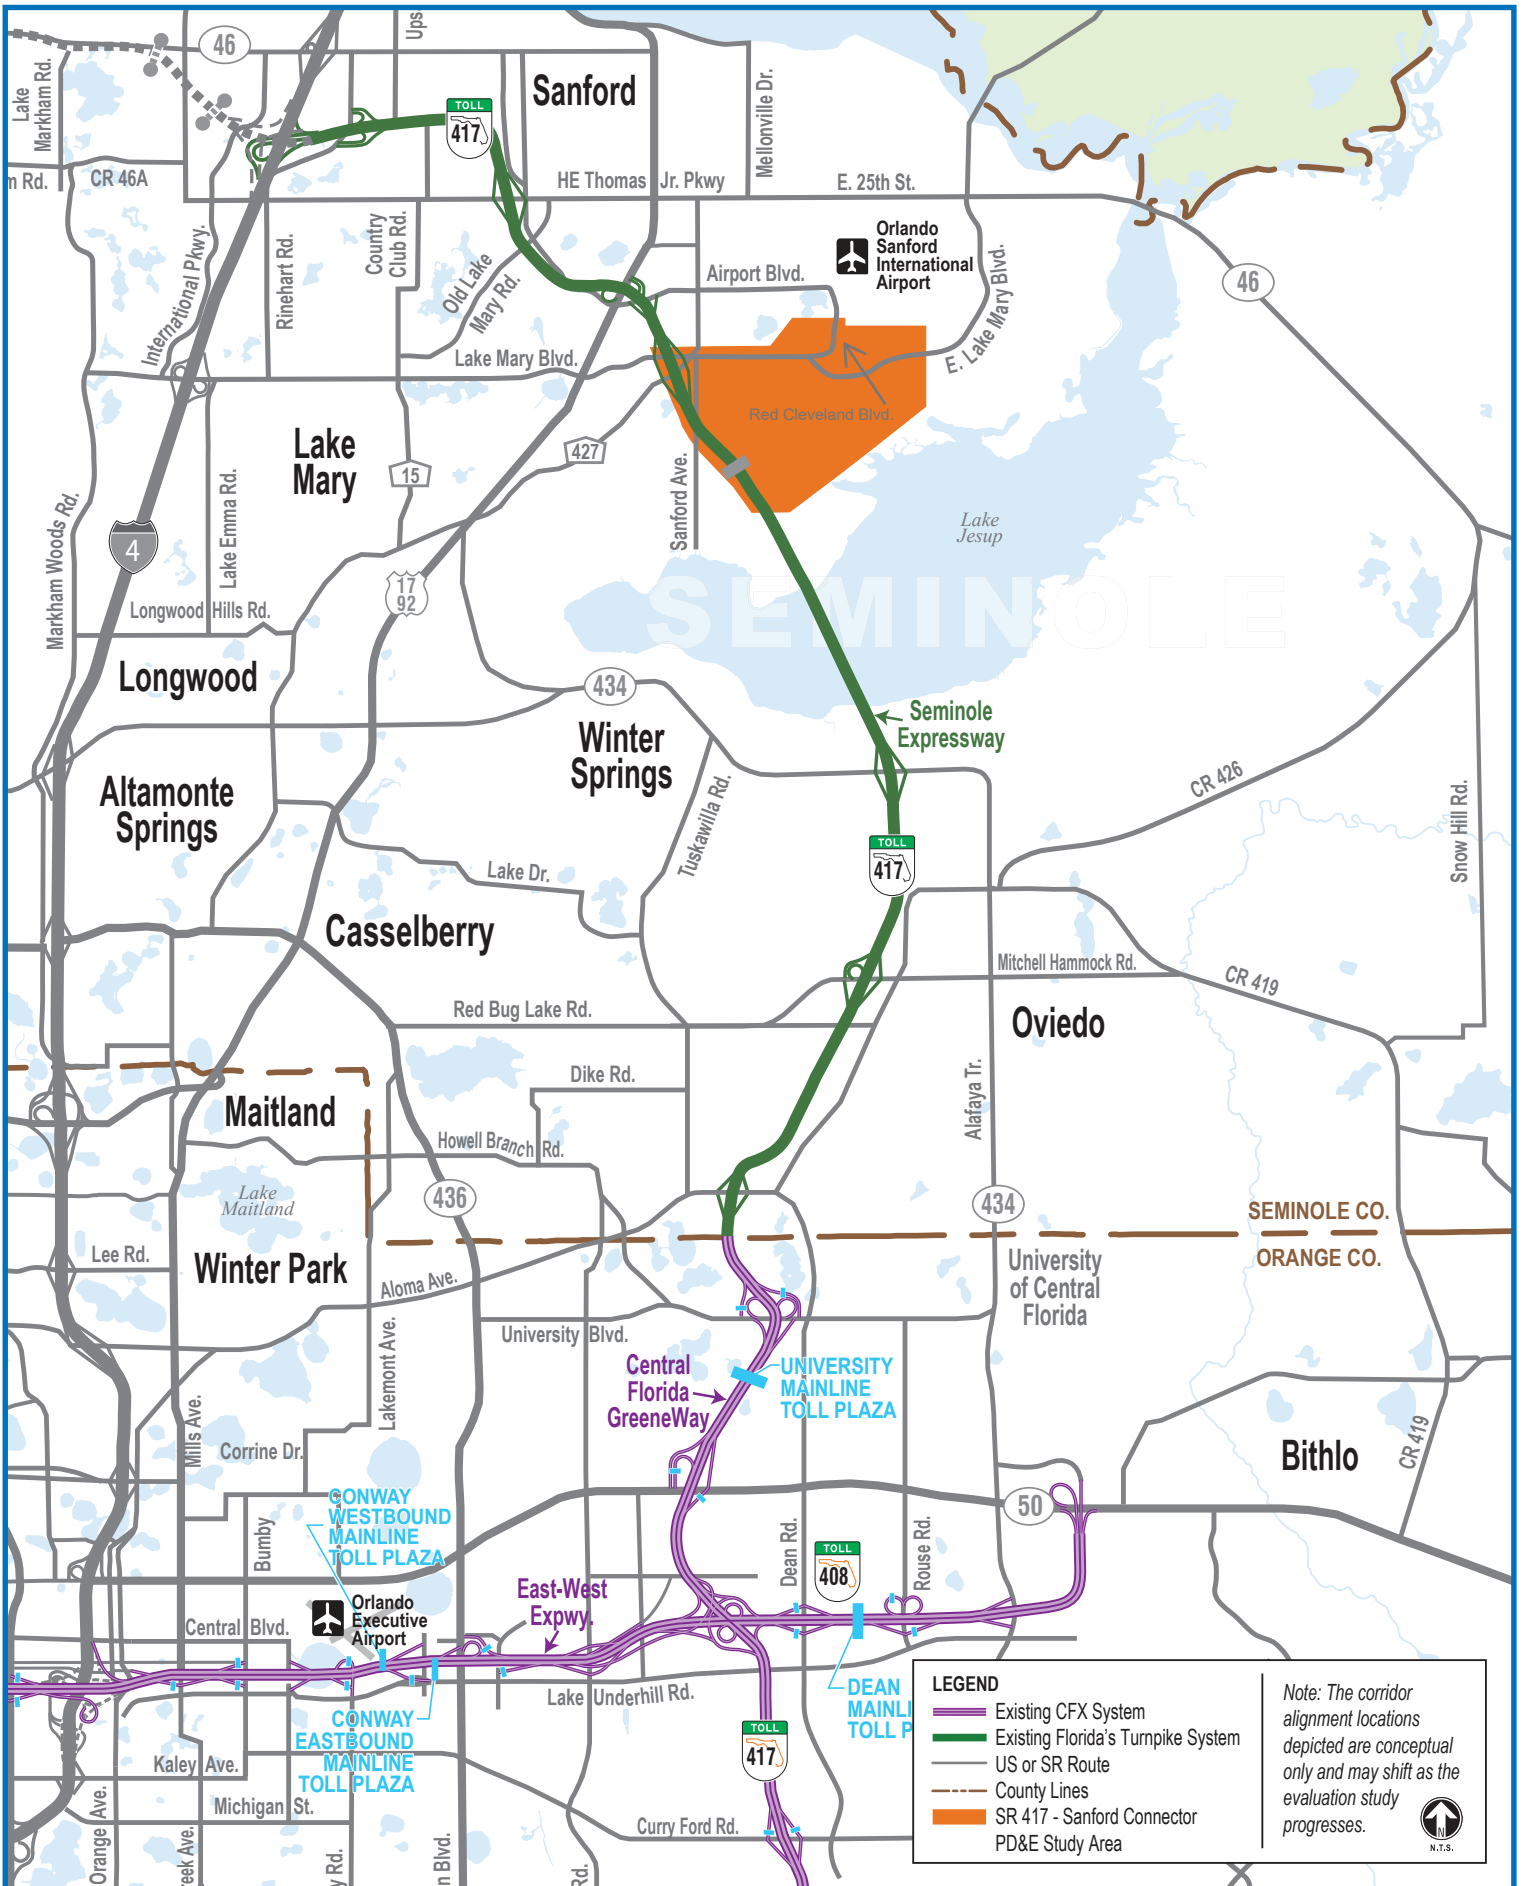 46
Ups
Lake
Markham Rd.
Sanford
TOLL
417
Mellonville Dr.
m Rd.
CR 46A
HE Thomas Jr. Pkwy
E. 25th St.
Orlando
Sanford
International
Airport
International Pkwy.
Rinehart Rd.
Country
Club Rd.
Old Lake
Mary Rd.
Airport Blvd.
E. Lake Mary Blvd.
46
Lake Mary Blvd.
Red Cleveland Blvd.
Lake
Mary
15
427
Sanford Ave.
Markham Woods Rd.
Lake Emma Rd.
4
Lake
Jesup
17
92
SEMINOLE
Longwood Hills Rd.
Longwood
434
Seminole
Expressway
Winter
Springs
Altamonte
Springs
Tuskawilla Rd.
CR 426
Snow Hill Rd.
TOLL
417
Lake Dr.
Casselberry
Mitchell Hammock Rd.
CR 419
Red Bug Lake Rd.
Oviedo
Dike Rd.
Alafaya Tr.
Maitland
Howell Branch Rd.
Lake
Maitland
436
434
SEMINOLE CO.
ORANGE CO.
Lee Rd.
Winter Park
Aloma Ave.
University
of Central
Florida
Lakemont Ave.
University Blvd.
Central
Florida
GreeneWay
UNIVERSITY
MAINLINE
TOLL PLAZA
Mills Ave.
Corrine Dr.
Bithlo
CR 419
CONWAY
WESTBOUND
MAINLINE
TOLL PLAZA
50
Bumby
Dean Rd.
TOLL
408
Rouse Rd.
East-West
Expwy.
Orlando
Executive
Airport
Central Blvd.
Lake Underhill Rd.
DEAN
MAINLI
TOLL P
CONWAY
EASTBOUND
MAINLINE
TOLL PLAZA
TOLL
417
Kaley Ave.
Michigan St.
Curry Ford Rd.
Orange Ave.
eek Ave.
y Rd.
n Blvd.
Rd.
LEGEND
Existing CFX System
Existing Florida's Turnpike System
US or SR Route
County Lines
SR 417 - Sanford Connector
PD&E Study Area
Note: The corridor
alignment locations
depicted are conceptual
only and may shift as the
evaluation study
progresses.
N
N.T.S.